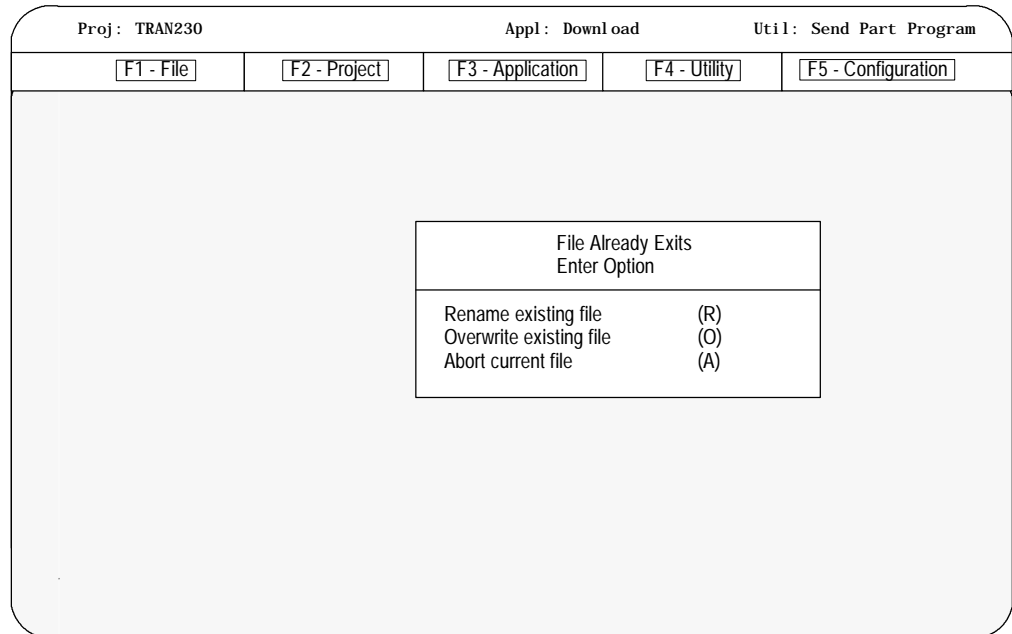 Proj: TRAN230 Appl: Download Util: Send Part Program
F1 - File F2 - Project F3 - Application F4 - Utility F5 - Configuration
File Already Exits
Enter Option
Rename existing file (R)
Overwrite existing file (O)
Abort current file (A)